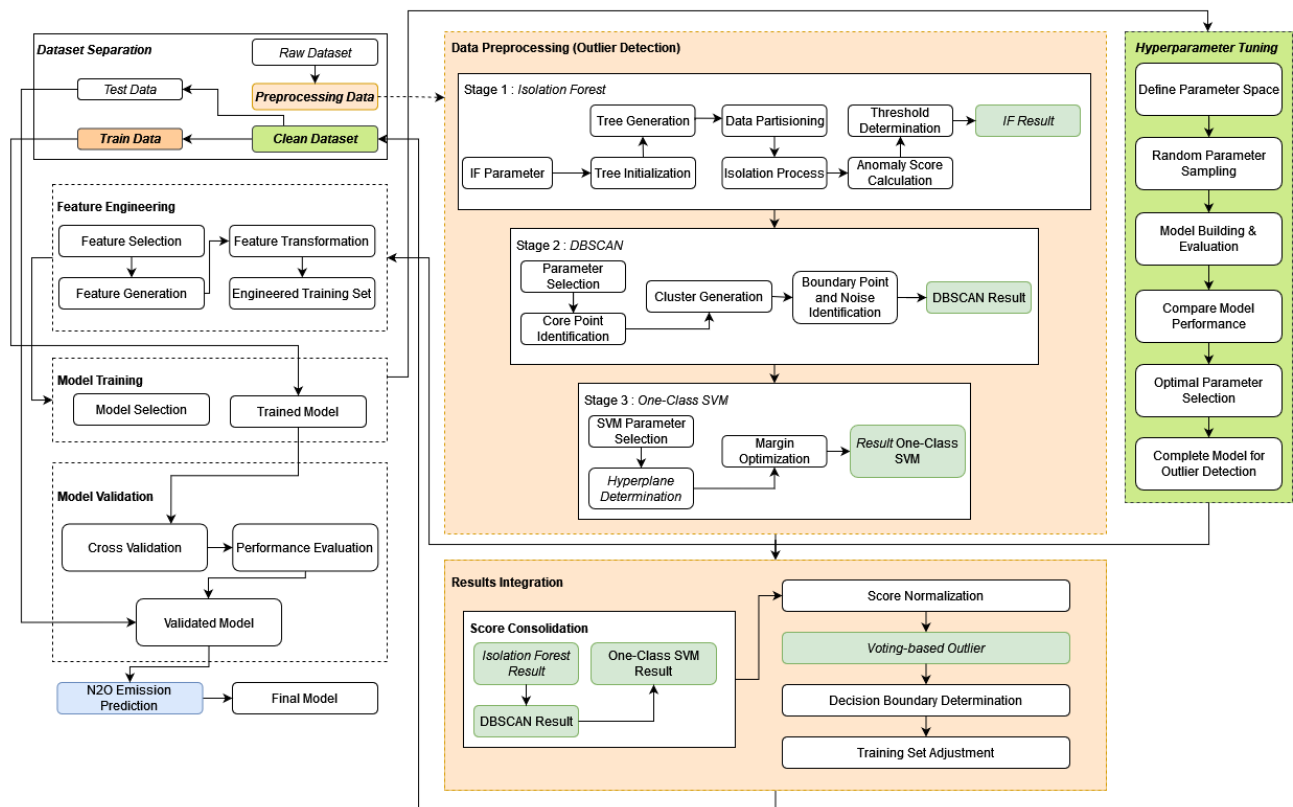 Dataset Separation
Raw Dataset
Test Data
Preprocessing Data
Train Data
Clean Dataset
Feature Engineering
Feature Selection
Feature Transformation
Feature Generation
Engineered Training Set
Model Training
Model Selection
Trained Model
Model Validation
Cross Validation
Performance Evaluation
Validated Model
N2O Emission
Prediction
Final Model
Data Preprocessing (Outlier Detection)
Stage 1 : Isolation Forest
Tree Generation
Data Partisioning
Threshold
Determination
IF Result
IF Parameter
Tree Initialization
Isolation Process
Anomaly Score
Calculation
Stage 2 : DBSCAN
Parameter
Selection
Core Point
Identification
Cluster Generation
Boundary Point
and Noise
Identification
DBSCAN Result
Stage 3 : One-Class SVM
SVM Parameter
Selection
Hyperplane
Determination
Margin
Optimization
Result One-Class
SVM
Results Integration
Score Consolidation
Isolation Forest
Result
One-Class SVM
Result
DBSCAN Result
Score Normalization
Voting-based Outlier
Decision Boundary Determination
Training Set Adjustment
Hyperparameter Tuning
Define Parameter Space
Random Parameter
Sampling
Model Building &
Evaluation
Compare Model
Performance
Optimal Parameter
Selection
Complete Model for
Outlier Detection